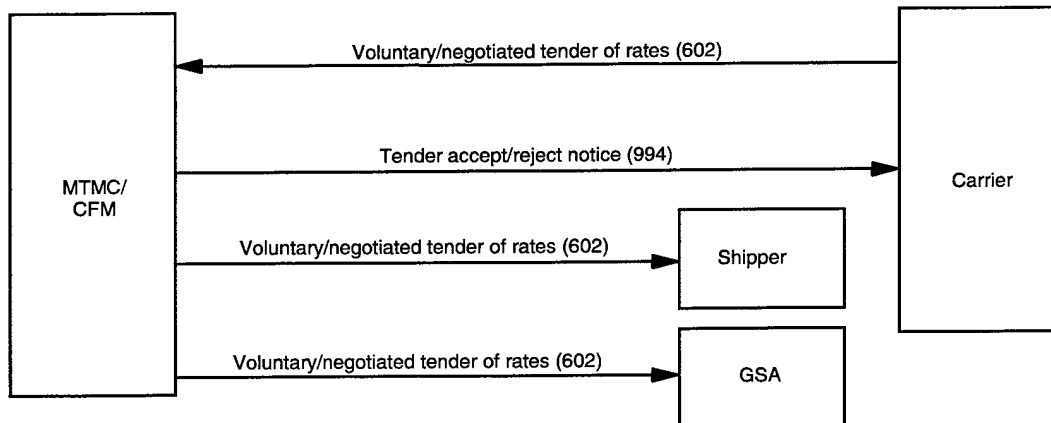 Voluntary/negotiated tender of rates (602)
Tender accept/reject notice (994)
MTMC/
CFM
Carrier
Voluntary/negotiated tender of rates (602)
Shipper
Voluntary/negotiated tender of rates (602)
GSA